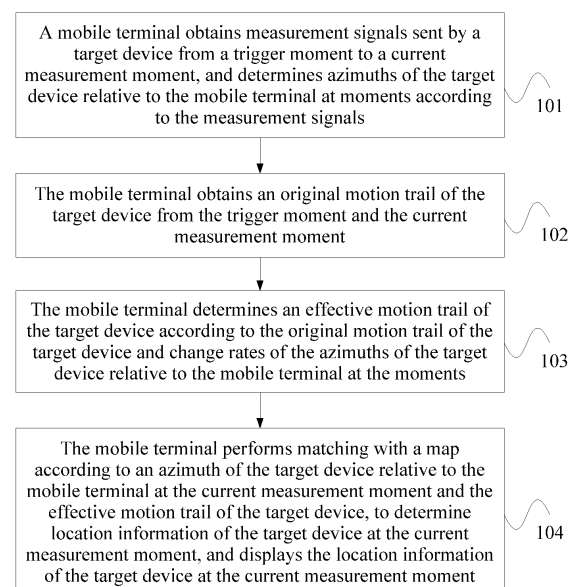 A mobile terminal obtains measurement signals sent by a
target device from a trigger moment to a current
measurement moment, and determines azimuths of the target
device relative to the mobile terminal at moments according
to the measurement signals
101
The mobile terminal obtains an original motion trail of the
target device from the trigger moment and the current
measurement moment
102
The mobile terminal determines an effective motion trail of
the target device according to the original motion trail of the
target device and change rates of the azimuths of the target
device relative to the mobile terminal at the moments
103
The mobile terminal performs matching with a map
according to an azimuth of the target device relative to the
mobile terminal at the current measurement moment and the
effective motion trail of the target device, to determine
location information of the target device at the current
measurement moment, and displays the location information
of the target device at the current measurement moment
104